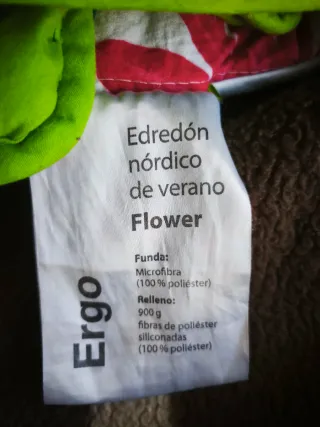 Edredón
nórdico
de verano
Flower
Funda:
Microfibra
(100 % poliéster)
Relleno:
900 g
fibras de poliéster
siliconadas
(100 % poliéster)
Ergo